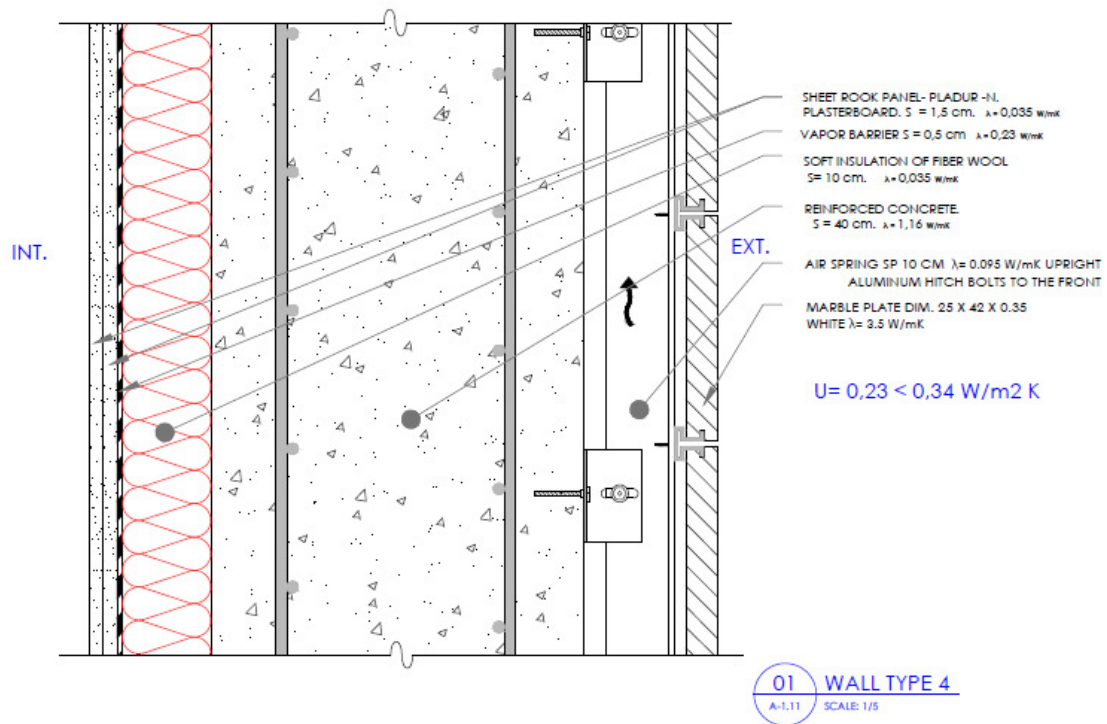 SHEET ROOK PANEL- PLADUR -N.
PLASTERBOARD. S = 1,5 cm. λ= 0,035 W/mK
VAPOR BARRIER S = 0,5 cm λ= 0,23 W/mK
SOFT INSULATION OF FIBER WOOL
S= 10 cm. λ= 0,035 W/mK
REINFORCED CONCRETE.
S = 40 cm. λ= 1,16 W/mK
INT.
EXT.
AIR SPRING SP 10 CM λ= 0.095 W/mK UPRIGHT
ALUMINUM HITCH BOLTS TO THE FRONT
MARBLE PLATE DIM. 25 X 42 X 0.35
WHITE λ= 3.5 W/mK
U= 0,23 < 0,34 W/m2 K
01 WALL TYPE 4
A-1.11 SCALE: 1/5